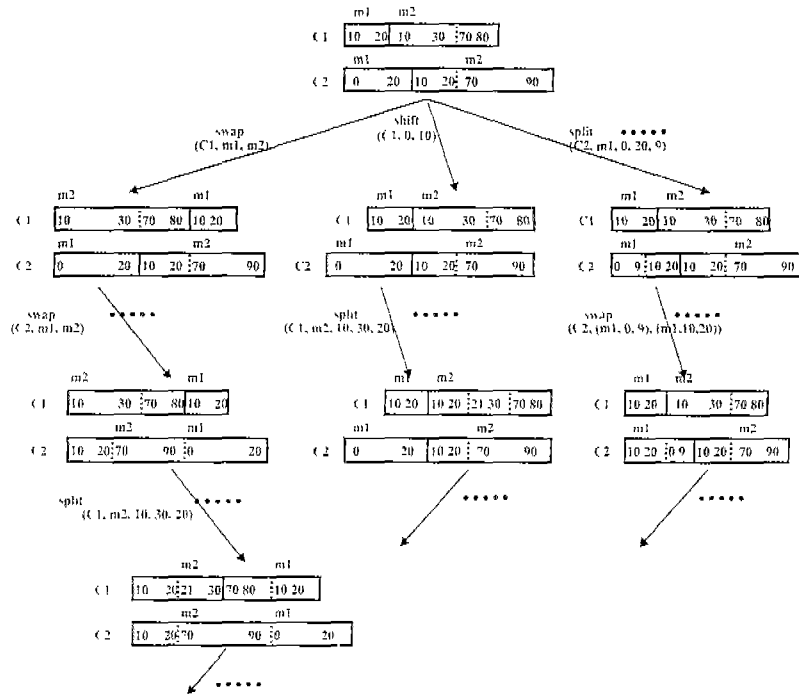 m1 m2
C1 10 20 10 30 70 80
m1 m2
C2 0 20 10 20 70 90
swap
(C1, m1, m2)
shift
(C1, 0, 10)
split
(C2, m1, 0, 20, 9)
m2 m1
C1 10 30 70 80 10 20
m1 m2
C2 0 20 10 20 70 90
m1 m2
C1 10 20 10 30 70 80
m1 m2
C2 0 20 10 20 70 90
m1 m2
C1 10 20 10 30 70 80
m1 m2
C2 0 9 10 20 10 20 70 90
swap
(C2, m1, m2)
split
(C1, m2, 10, 30, 20)
swap
(C2, (m1, 0, 9), (m1,10,20))
m2 m1
C1 10 30 70 80 10 20
m2 m1
C2 10 20 70 90 0 20
m1 m2
C1 10 20 10 20 21 30 70 80
m1 m2
C2 0 20 10 20 70 90
m1 m2
C1 10 20 10 30 70 80
m1 m2
C2 10 20 0 9 10 20 70 90
split
(C1, m2, 10, 30, 20)
m2 m1
C1 10 20 21 30 70 80 10 20
m2 m1
C2 10 20 70 90 0 20